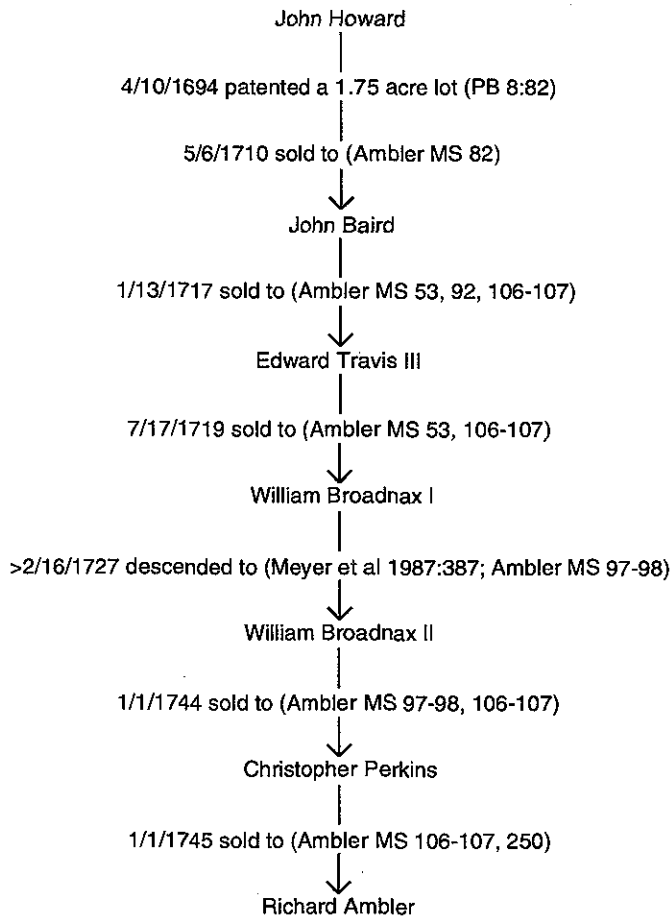 John Howard
4/10/1694 patented a 1.75 acre lot (PB 8:82)
5/6/1710 sold to (Ambler MS 82)
John Baird
1/13/1717 sold to (Ambler MS 53, 92, 106-107)
Edward Travis III
7/17/1719 sold to (Ambler MS 53, 106-107)
William Broadnax I
>2/16/1727 descended to (Meyer et al 1987:387; Ambler MS 97-98)
William Broadnax II
1/1/1744 sold to (Ambler MS 97-98, 106-107)
Christopher Perkins
1/1/1745 sold to (Ambler MS 106-107, 250)
Richard Ambler